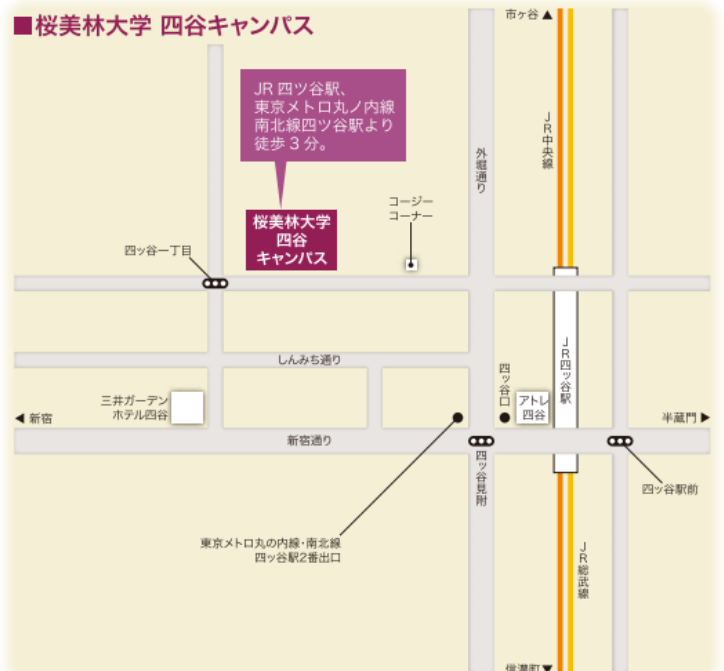 ■桜美林大学 四谷キャンパス
市ヶ谷▲
JR四ツ谷駅、
東京メトロ丸ノ内線
南北線四ツ谷駅より
徒歩3分。
JR中央線
外堀通り
コージー
コーナー
桜美林大学
四谷
キャンパス
四ッ谷一丁目
しんみち通り
JR四ッ谷駅
四ッ谷口
三井ガーデン
ホテル四谷
アトレ
四谷
◀新宿
半蔵門▶
新宿通り
四ッ谷見附
四ッ谷駅前
東京メトロ丸の内線・南北線
四ッ谷駅2番出口
JR総武線
信濃町▼